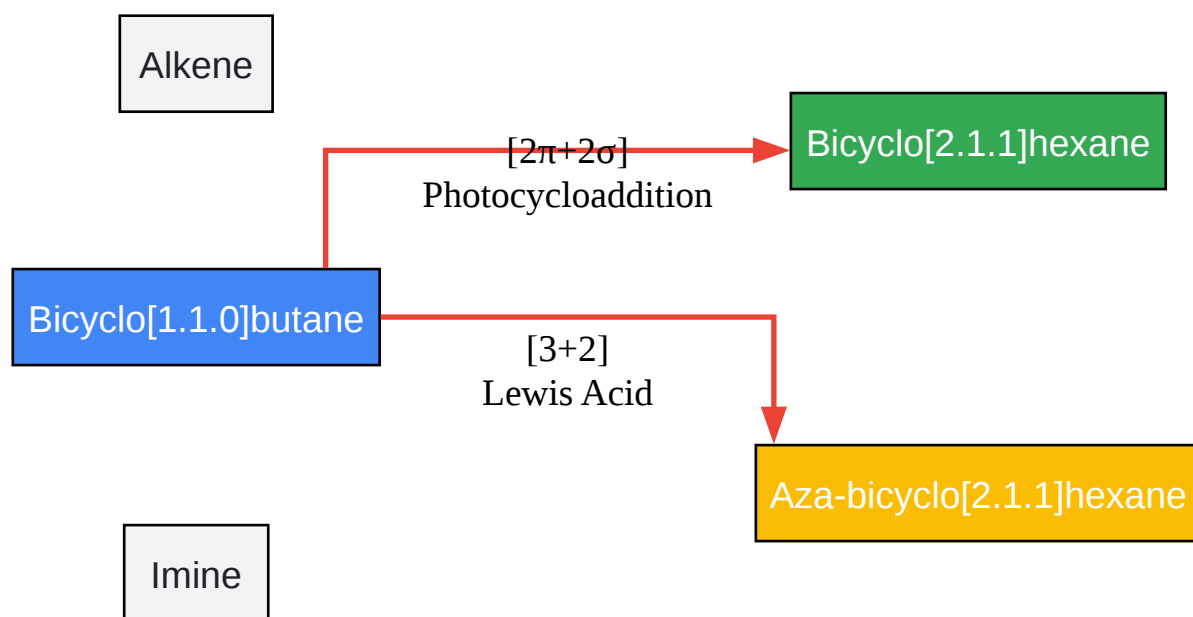 Alkene
[2π+2σ]
Photocycloaddition
Bicyclo[2.1.1]hexane
Bicyclo[1.1.0]butane
[3+2]
Lewis Acid
Aza-bicyclo[2.1.1]hexane
Imine